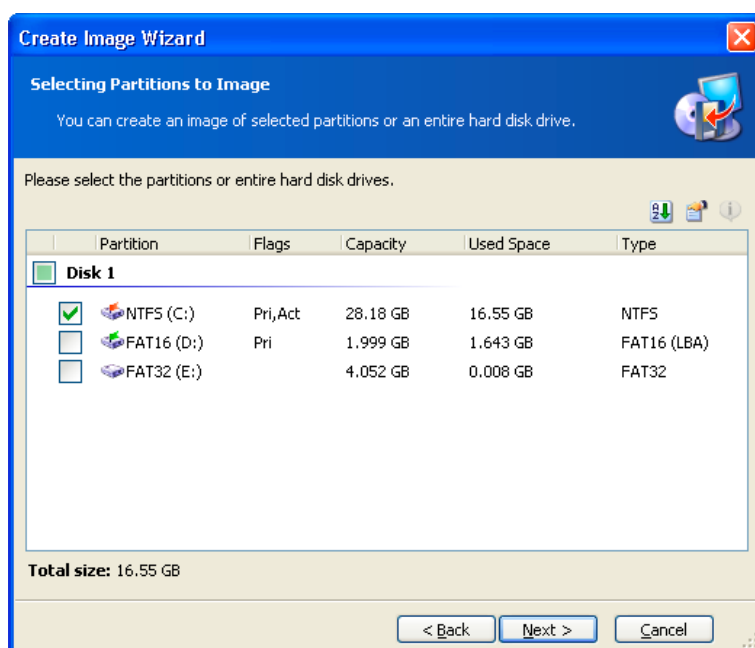 Create Image Wizard
Selecting Partitions to Image
You can create an image of selected partitions or an entire hard disk drive.
Please select the partitions or entire hard disk drives.
Partition Flags Capacity Used Space Type
Disk 1
NTFS (C:) Pri,Act 28.18 GB 16.55 GB NTFS
FAT16 (D:) Pri 1.999 GB 1.643 GB FAT16 (LBA)
FAT32 (E:) 4.052 GB 0.008 GB FAT32
Total size: 16.55 GB
< Back Next > Cancel